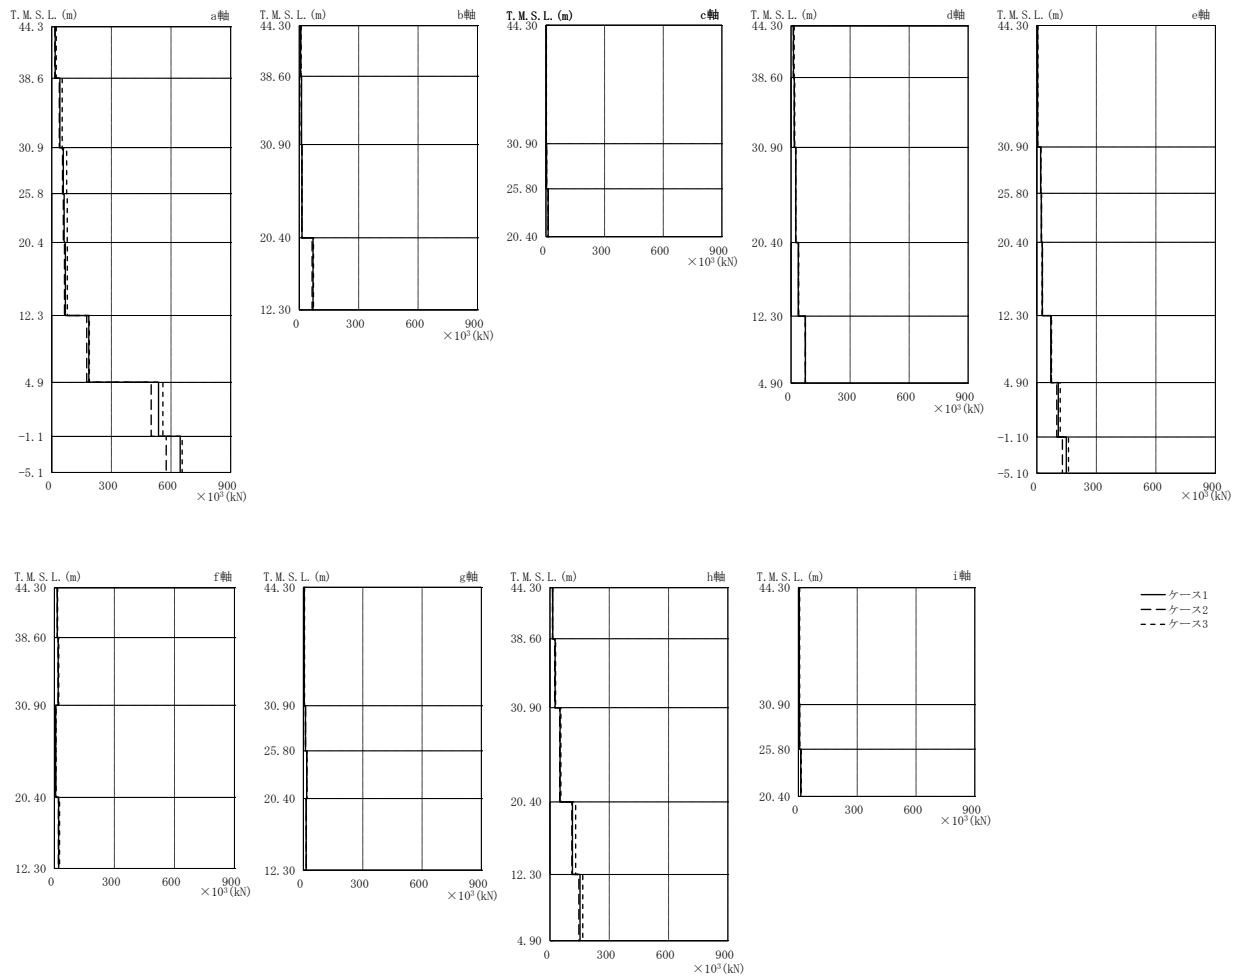 T.M.S.L.(m) a軸
44.3
38.6
30.9
25.8
20.4
12.3
4.9
-1.1
-5.1
0 300 600 900
×10³(kN)
T.M.S.L.(m) b軸
44.30
38.60
30.90
20.40
12.30
0 300 600 900
×10³(kN)
T.M.S.L.(m) c軸
44.30
30.90
25.80
20.40
0 300 600 900
×10³(kN)
T.M.S.L.(m) d軸
44.30
38.60
30.90
20.40
12.30
4.90
0 300 600 900
×10³(kN)
T.M.S.L.(m) e軸
44.30
30.90
25.80
20.40
12.30
4.90
-1.10
-5.10
0 300 600 900
×10³(kN)
T.M.S.L.(m) f軸
44.30
38.60
30.90
20.40
12.30
0 300 600 900
×10³(kN)
T.M.S.L.(m) g軸
44.30
30.90
25.80
20.40
12.30
0 300 600 900
×10³(kN)
T.M.S.L.(m) h軸
44.30
38.60
30.90
20.40
12.30
4.90
0 300 600 900
×10³(kN)
T.M.S.L.(m) i軸
44.30
30.90
25.80
20.40
0 300 600 900
×10³(kN)
ケース1
ケース2
ケース3